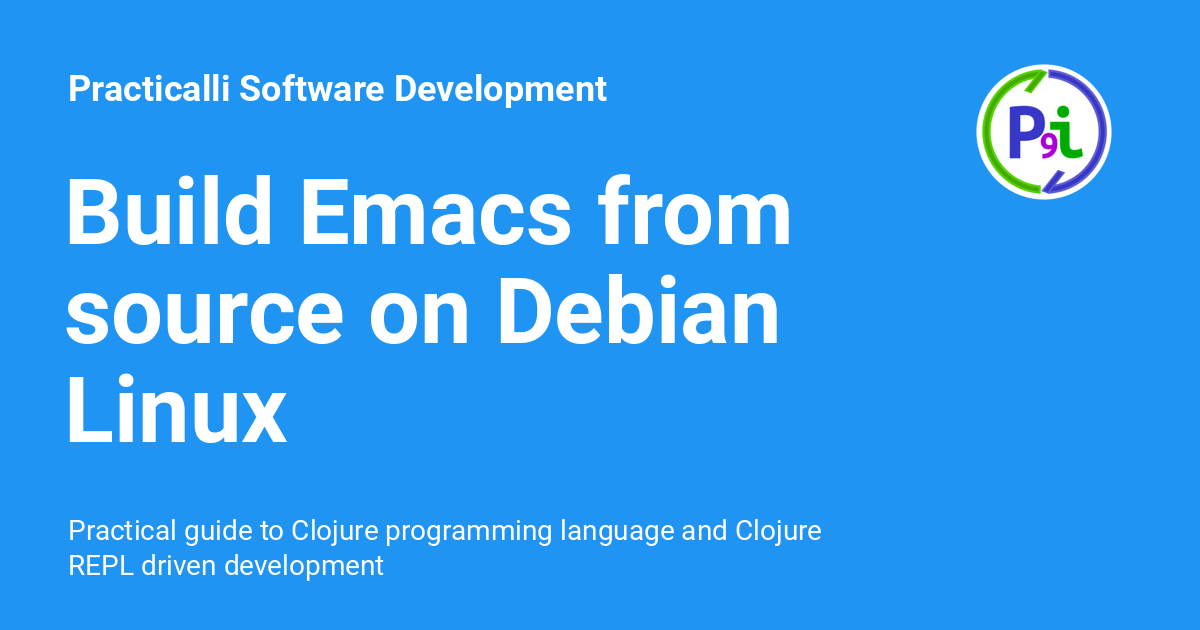 Practicalli Software Development
P9i
Build Emacs from
source on Debian
Linux
Practical guide to Clojure programming language and Clojure
REPL driven development